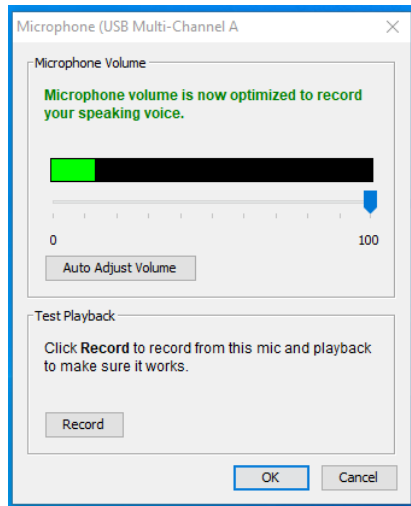 Microphone (USB Multi-Channel A
Microphone Volume
Microphone volume is now optimized to record
your speaking voice.
0
100
Auto Adjust Volume
Test Playback
Click Record to record from this mic and playback
to make sure it works.
Record
OK
Cancel